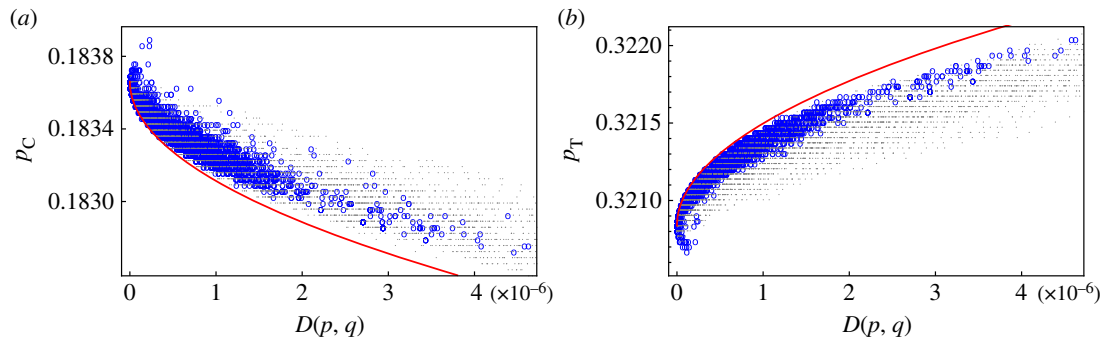 (a)
p_C
0.1838
0.1834
0.1830
0 1 2 3 4 (×10⁻⁶)
D(p, q)
(b)
p_T
0.3220
0.3215
0.3210
0 1 2 3 4 (×10⁻⁶)
D(p, q)